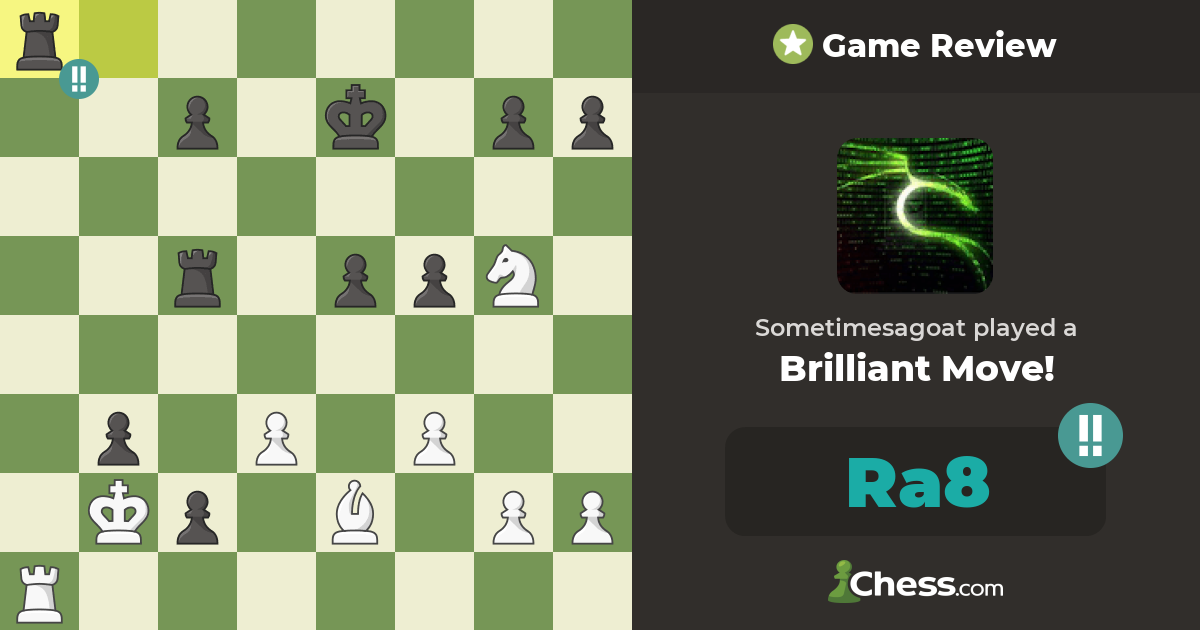 Game Review
!!
Sometimesagoat played a
Brilliant Move!
!!
Ra8
Chess.com